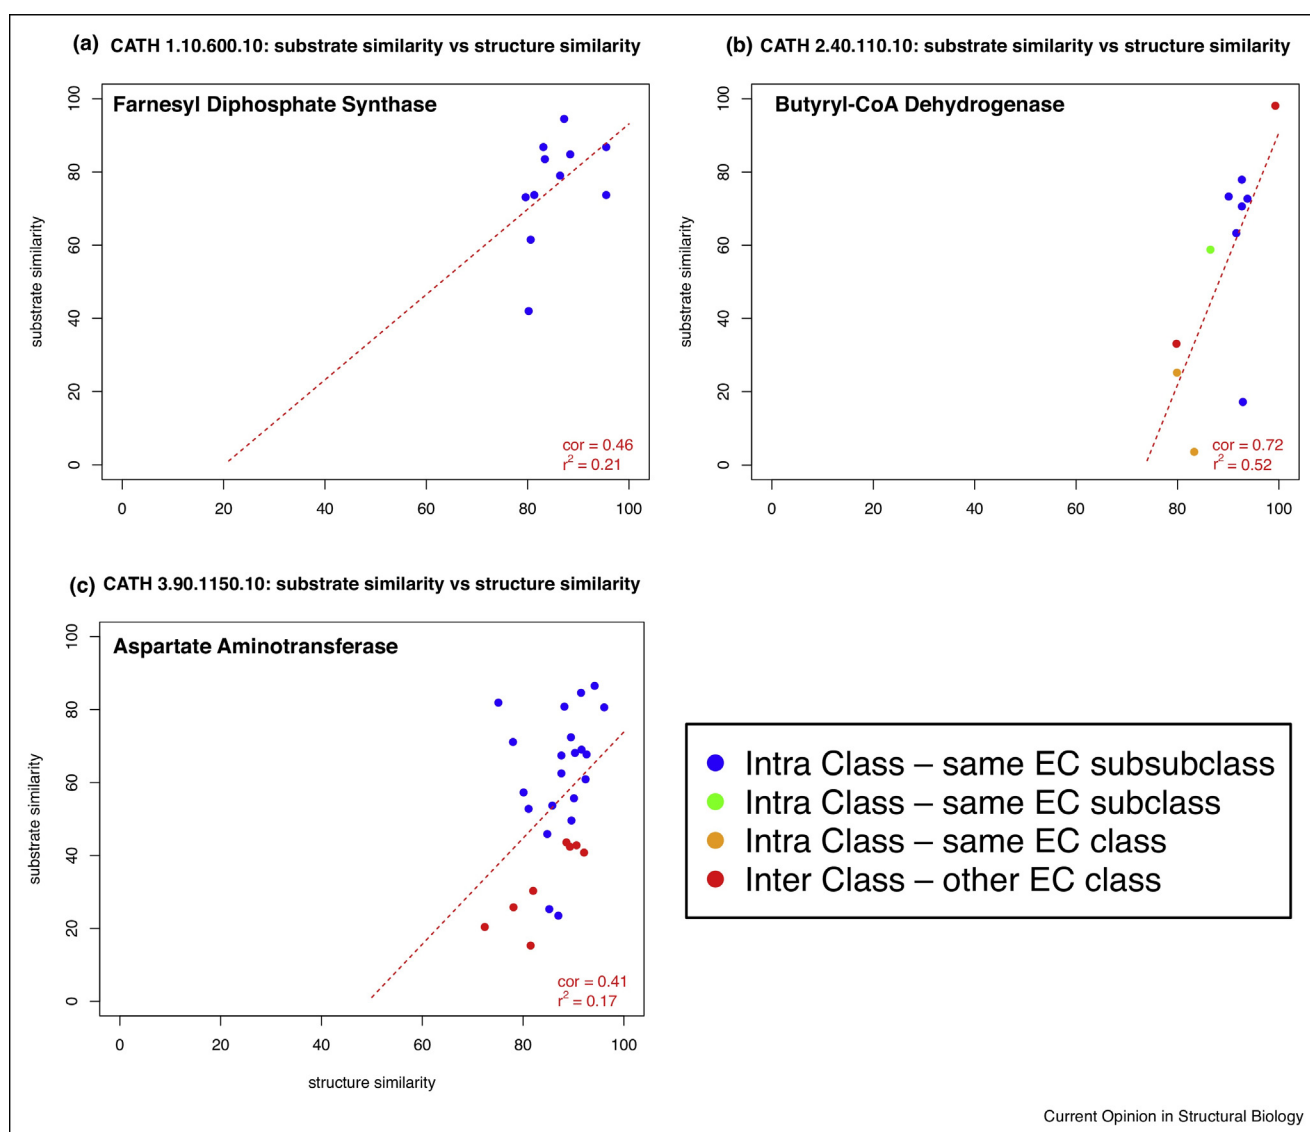 (a) CATH 1.10.600.10: substrate similarity vs structure similarity
Farnesyl Diphosphate Synthase
substrate similarity
100
80
60
40
20
0
cor = 0.46
r² = 0.21
0 20 40 60 80 100
(b) CATH 2.40.110.10: substrate similarity vs structure similarity
Butyryl-CoA Dehydrogenase
substrate similarity
100
80
60
40
20
0
cor = 0.72
r² = 0.52
0 20 40 60 80 100
(c) CATH 3.90.1150.10: substrate similarity vs structure similarity
Aspartate Aminotransferase
substrate similarity
100
80
60
40
20
0
cor = 0.41
r² = 0.17
0 20 40 60 80 100
structure similarity
Intra Class – same EC subsubclass
Intra Class – same EC subclass
Intra Class – same EC class
Inter Class – other EC class
Current Opinion in Structural Biology